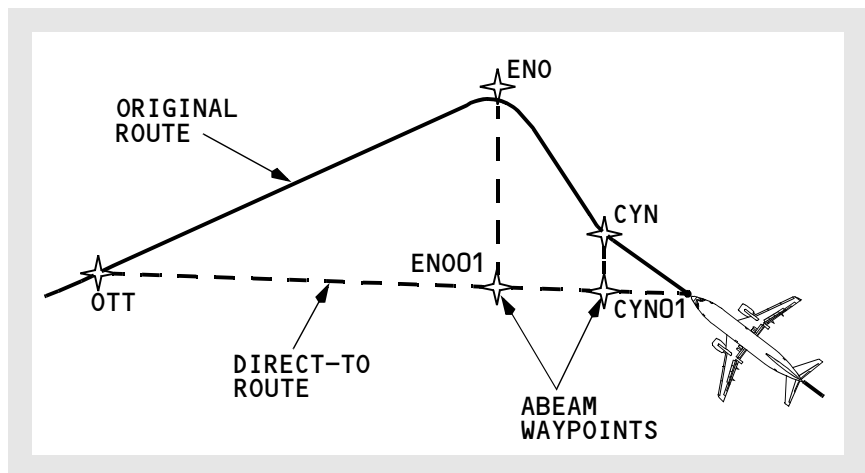 ENO
ORIGINAL
ROUTE
CYN
ENO01
OTT
CYN01
DIRECT-TO
ROUTE
ABEAM
WAYPOINTS